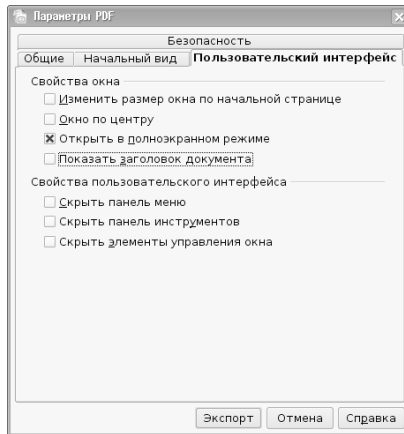 Параметры PDF
Безопасность
Общие Начальный вид Пользовательский интерфейс
Свойства окна
Изменить размер окна по начальной странице
Окно по центру
Открыть в полноэкранном режиме
Показать заголовок документа
Свойства пользовательского интерфейса
Скрыть панель меню
Скрыть панель инструментов
Скрыть элементы управления окна
Экспорт Отмена Справка